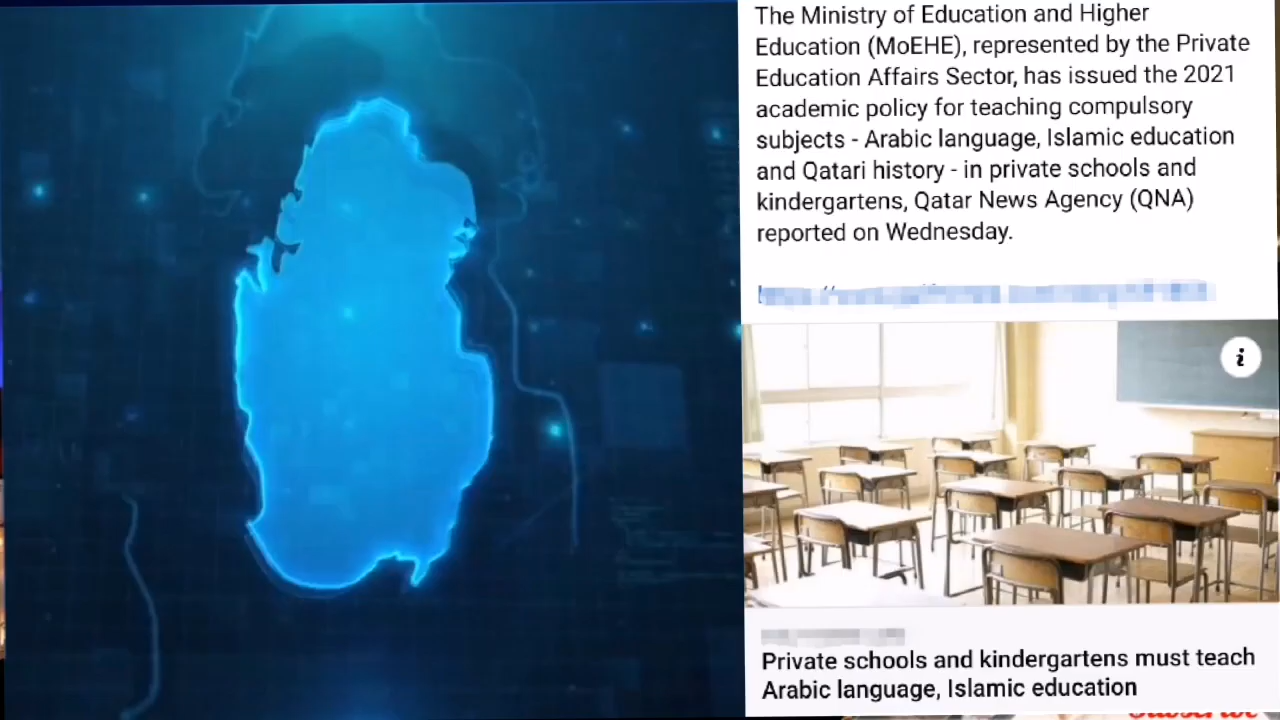 The Ministry of Education and Higher
Education (MoEHE), represented by the Private
Education Affairs Sector, has issued the 2021
academic policy for teaching compulsory
subjects - Arabic language, Islamic education
and Qatari history - in private schools and
kindergartens, Qatar News Agency (QNA)
reported on Wednesday.
i
Private schools and kindergartens must teach
Arabic language, Islamic education